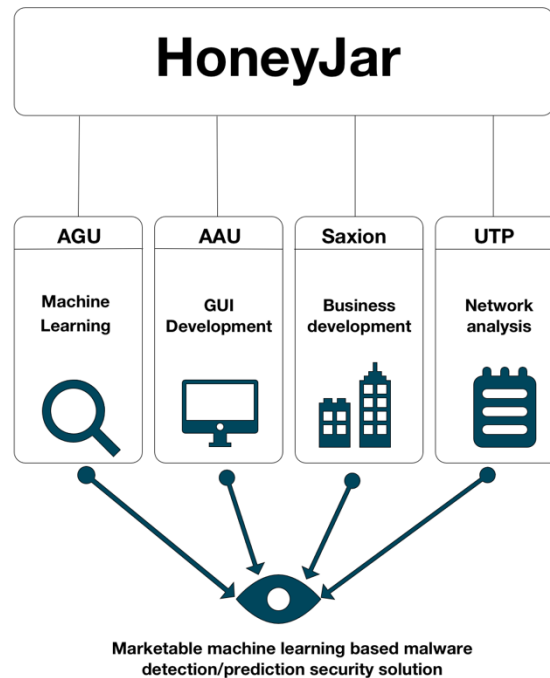 HoneyJar
AGU
Machine
Learning
AAU
GUI
Development
Saxion
Business
development
UTP
Network
analysis
Marketable machine learning based malware
detection/prediction security solution